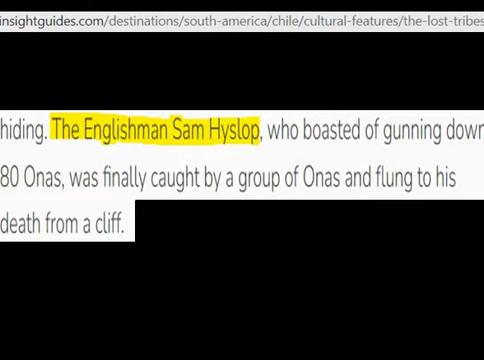 insightguides.com/destinations/south-america/chile/cultural-features/the-lost-tribes
hiding. The Englishman Sam Hyslop, who boasted of gunning down
80 Onas, was finally caught by a group of Onas and flung to his
death from a cliff.